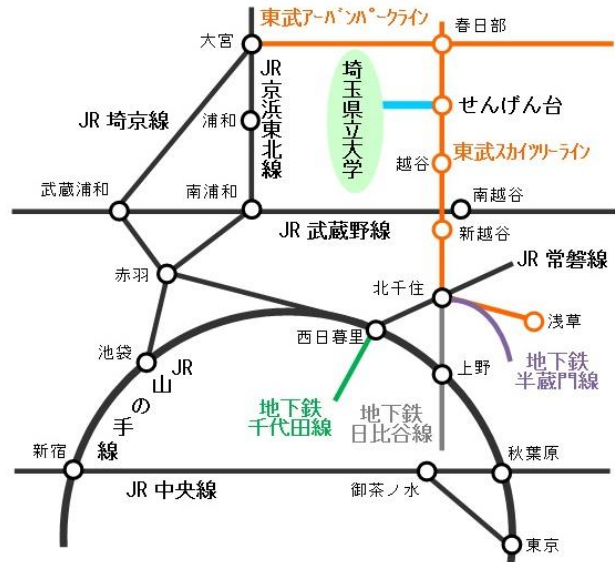 東武アーバンパークライン
大宮
春日部
JR京浜東北線
埼玉県立大学
せんげん台
JR 埼京線
浦和
越谷
東武スカイツリーライン
武蔵浦和
南浦和
南越谷
JR 武蔵野線
新越谷
赤羽
北千住
JR 常磐線
西日暮里
浅草
池袋
JR
山の手線
上野
地下鉄
半蔵門線
地下鉄
千代田線
地下鉄
日比谷線
新宿
秋葉原
JR 中央線
御茶ノ水
東京